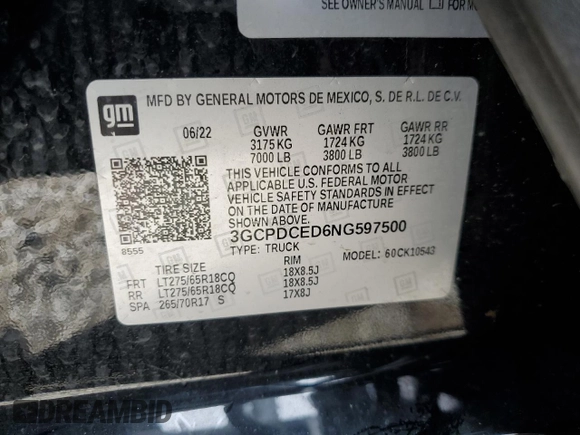 SEE OWNER'S MANUAL FOR M
gm
MFD BY GENERAL MOTORS DE MEXICO, S. DE R.L. DE C.V.
06/22 GVWR GAWR FRT GAWR RR
3175 KG 1724 KG 1724 KG
7000 LB 3800 LB 3800 LB
THIS VEHICLE CONFORMS TO ALL
APPLICABLE U.S. FEDERAL MOTOR
VEHICLE SAFETY STANDARDS IN
EFFECT ON THE DATE OF MANUFACTURE
SHOWN ABOVE.
8555 3GCPDCED6NG597500
TYPE: TRUCK MODEL: 60CK10543
TIRE SIZE RIM
FRT LT275/65R18CQ 18X8.5J
RR LT275/65R18CQ 18X8.5J
SPA 265/70R17 S 17X8J
DREAMBID